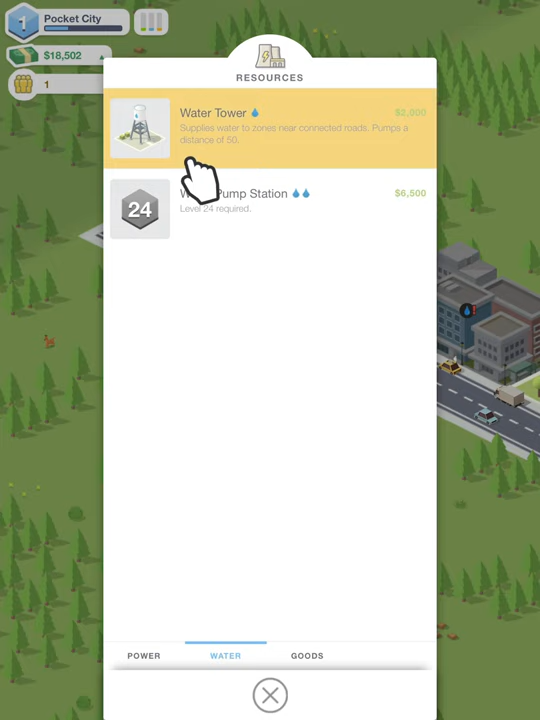 1
Pocket City
$18,502
1
RESOURCES
Water Tower
$2,000
Supplies water to zones near connected roads. Pumps a
distance of 50.
24
Pump Station
$6,500
Level 24 required.
POWER
WATER
GOODS